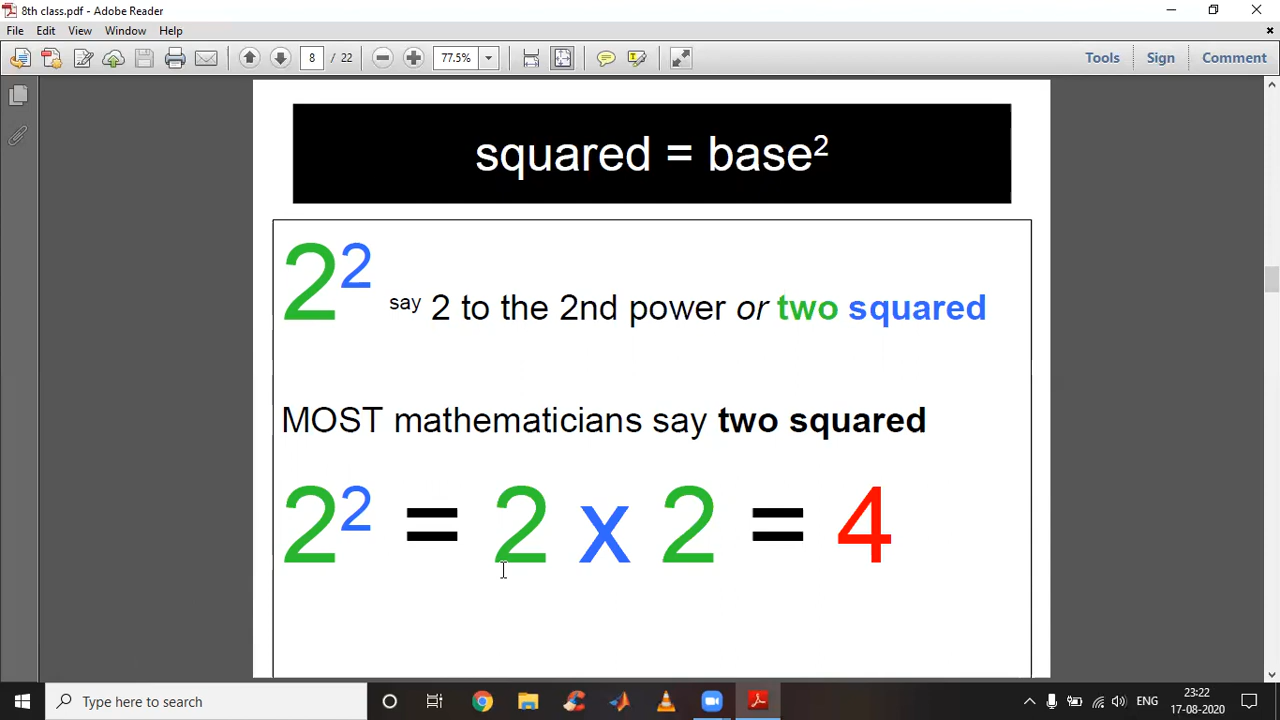 8th class.pdf - Adobe Reader
File Edit View Window Help
8 / 22 77.5% Tools Sign Comment
squared = base²
2² say 2 to the 2nd power or two squared
MOST mathematicians say two squared
2² = 2 x 2 = 4
Type here to search
ENG
23:22
17-08-2020